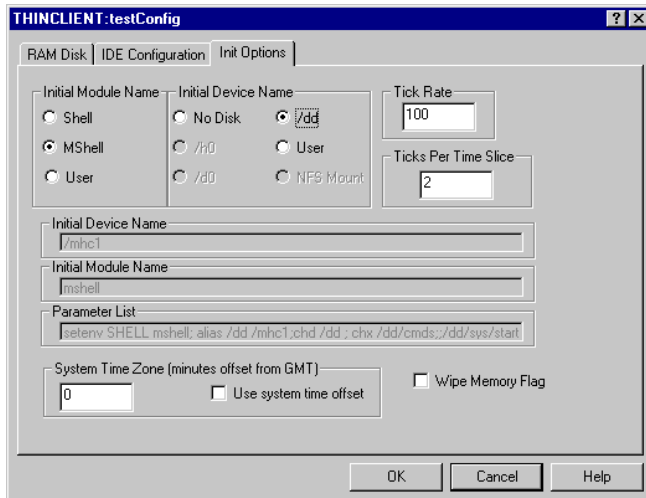 THINCLIENT:testConfig
RAM Disk IDE Configuration Init Options
Initial Module Name Initial Device Name Tick Rate
Shell No Disk /dd 100
MShell /h0 User Ticks Per Time Slice
User /d0 NFS Mount 2
Initial Device Name
/mhc1
Initial Module Name
mshell
Parameter List
setenv SHELL mshell; alias /dd /mhc1;chd /dd ; chx /dd/cmds;;/dd/sys/start
System Time Zone (minutes offset from GMT)
0 Use system time offset Wipe Memory Flag
OK Cancel Help